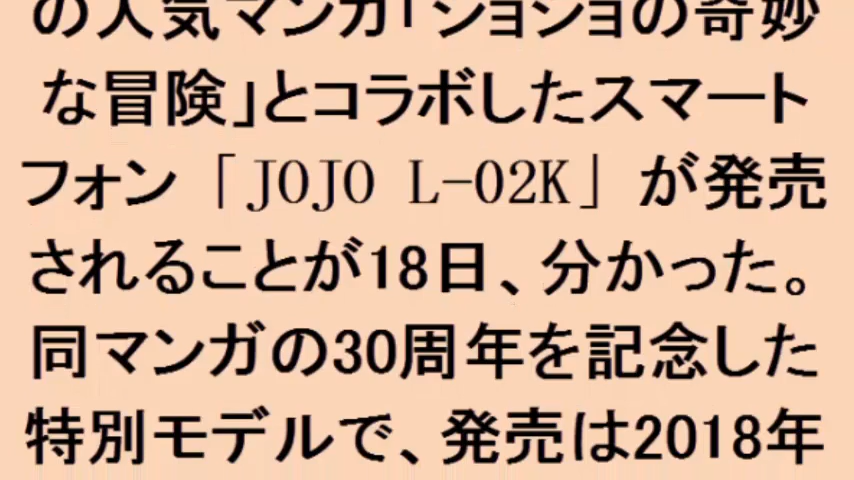 の人気マンガ「ジョジョの奇妙
な冒険」とコラボしたスマート
フォン「JOJO L-02K」が発売
されることが18日、分かった。
同マンガの30周年を記念した
特別モデルで、発売は2018年